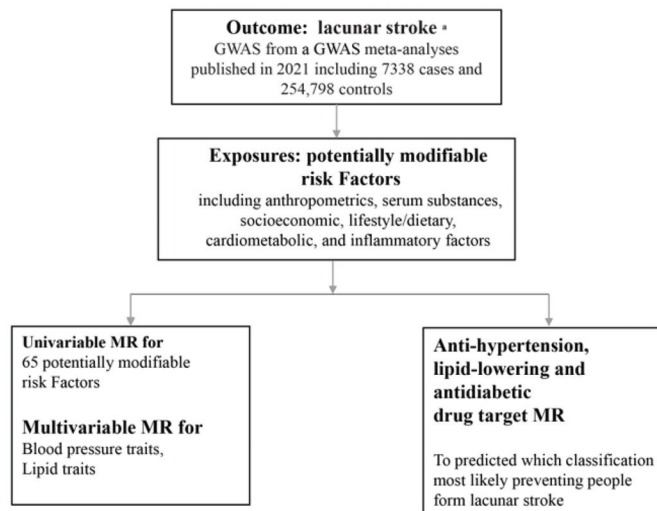 Outcome: lacunar stroke a
GWAS from a GWAS meta-analyses
published in 2021 including 7338 cases and
254,798 controls
Exposures: potentially modifiable
risk Factors
including anthropometrics, serum substances,
socioeconomic, lifestyle/dietary,
cardiometabolic, and inflammatory factors
Univariable MR for
65 potentially modifiable
risk Factors
Multivariable MR for
Blood pressure traits,
Lipid traits
Anti-hypertension,
lipid-lowering and
antidiabetic
drug target MR
To predicted which classification
most likely preventing people
form lacunar stroke